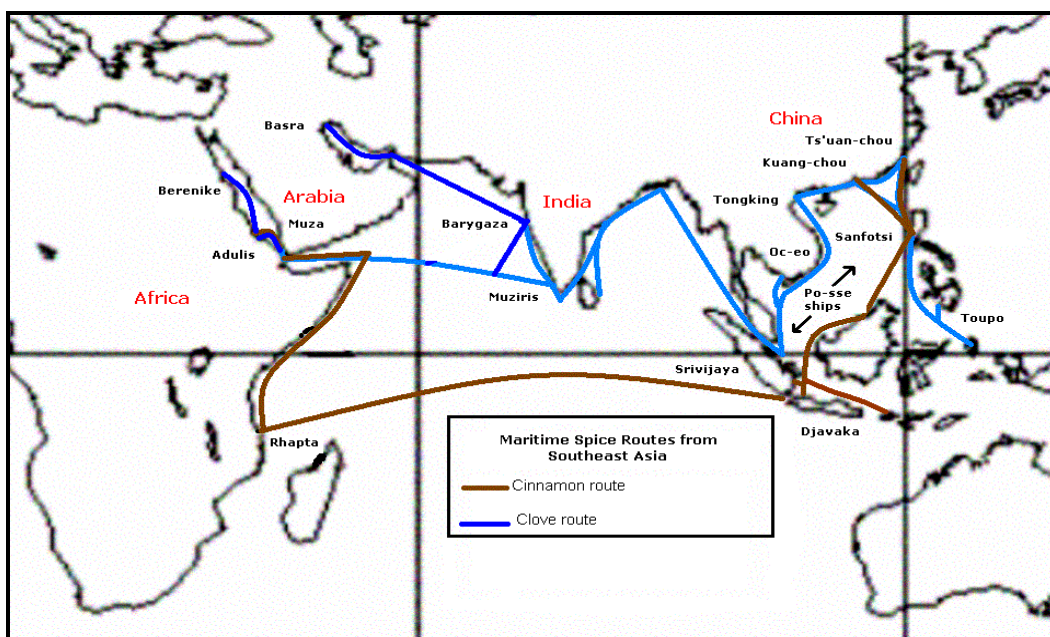 China
Ts'uan-chou
Basra
Kuang-chou
Berenike
Arabia
India
Tongking
Muza
Barygaza
Sanfotsi
Adulis
Oc-eo
Africa
Muziris
Po-sse
ships
Toupo
Srivijaya
Djavaka
Rhapta
Maritime Spice Routes from
Southeast Asia
Cinnamon route
Clove route